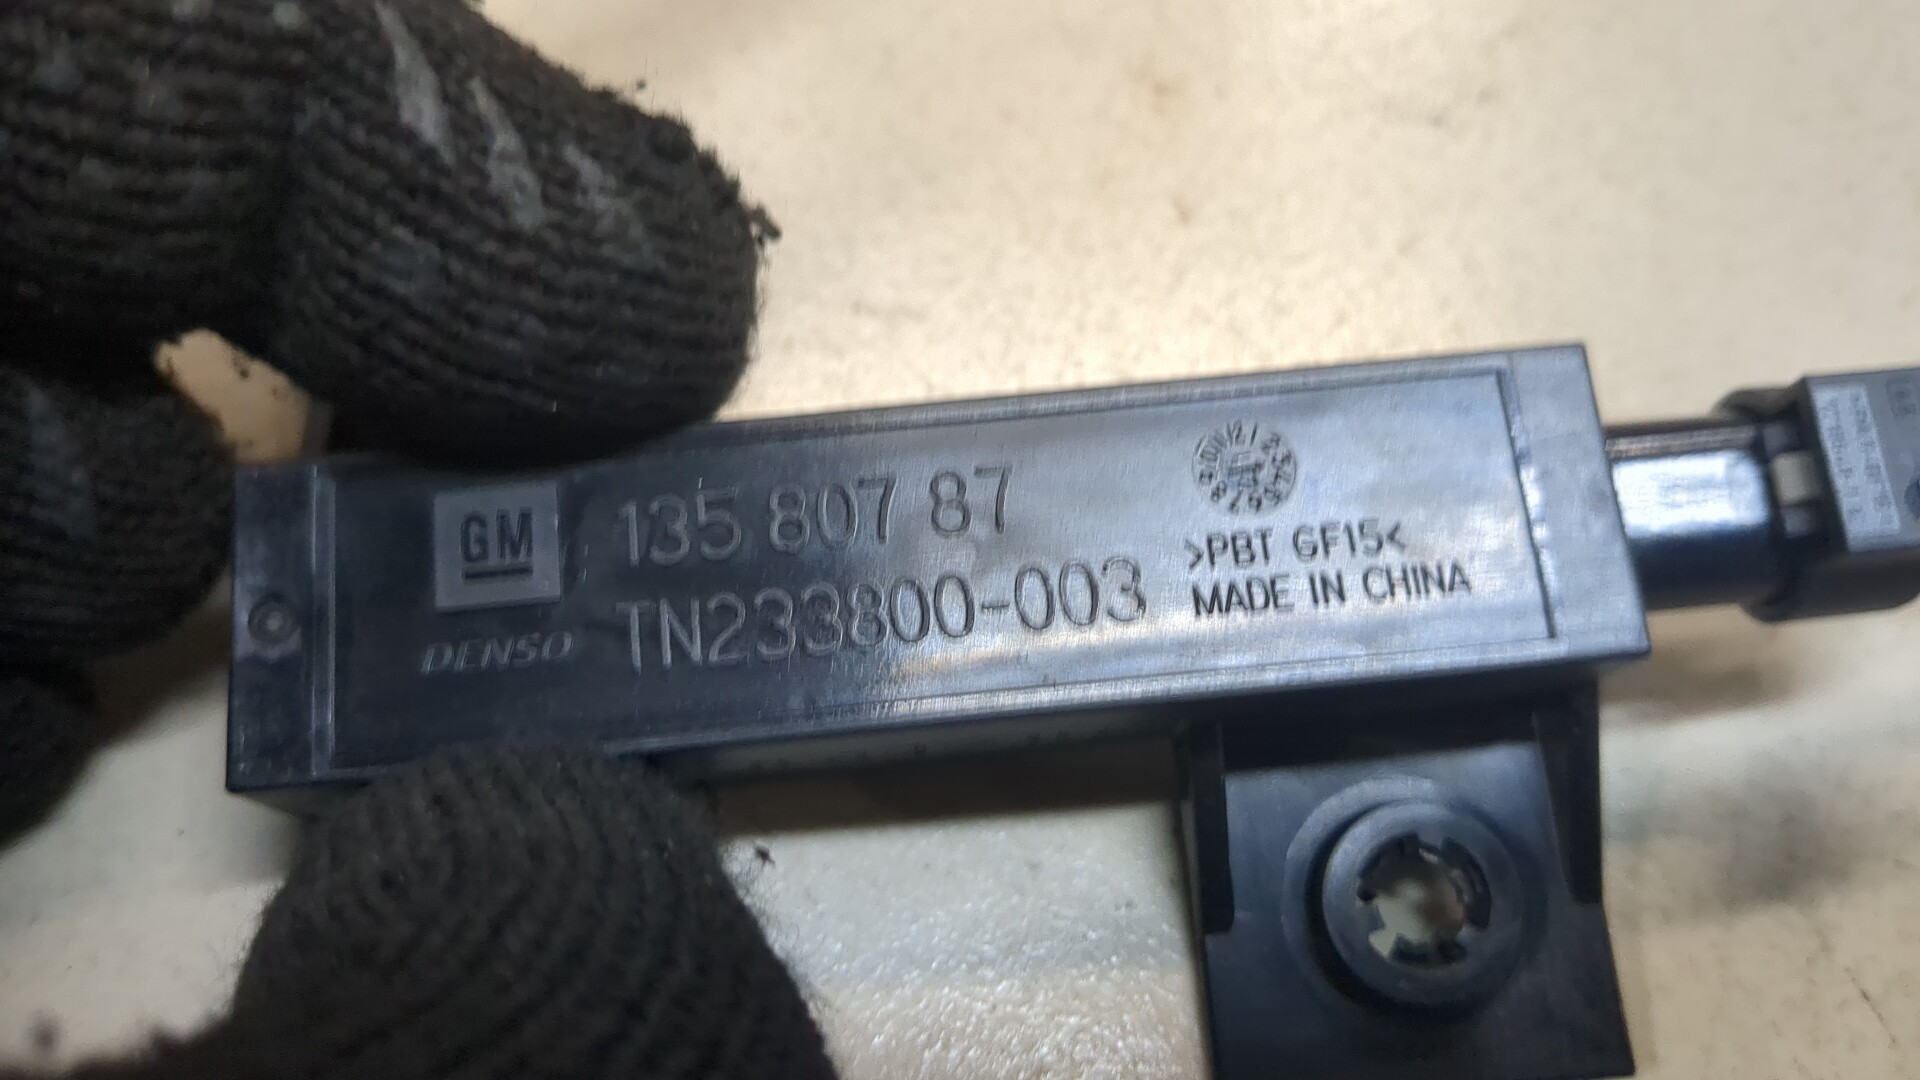 GM
135 807 87
DENSO
TN233800-003
>PBT GF15<
MADE IN CHINA